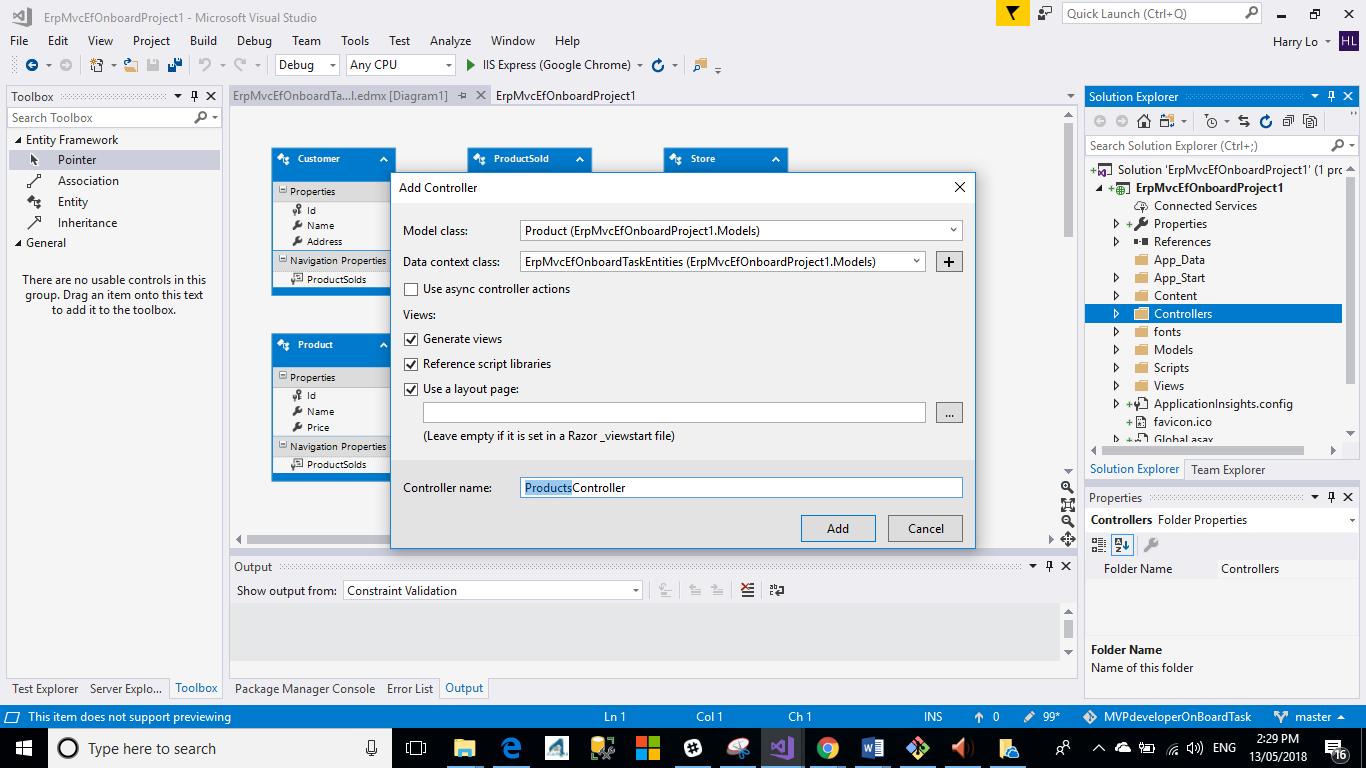 ErpMvcEfOnboardProject1 - Microsoft Visual Studio
Quick Launch (Ctrl+Q)
File Edit View Project Build Debug Team Tools Test Analyze Window Help
Harry Lo HL
Debug Any CPU IIS Express (Google Chrome)
Toolbox
Search Toolbox
Entity Framework
Pointer
Association
Entity
Inheritance
General
There are no usable controls in this
group. Drag an item onto this text
to add it to the toolbox.
Test Explorer Server Explo... Toolbox
ErpMvcEfOnboardTa...l.edmx [Diagram1] ErpMvcEfOnboardProject1
Customer
Properties
Id
Name
Address
Navigation Properties
ProductSolds
ProductSold
Store
Product
Properties
Id
Name
Price
Navigation Properties
ProductSolds
Add Controller
Model class: Product (ErpMvcEfOnboardProject1.Models)
Data context class: ErpMvcEfOnboardTaskEntities (ErpMvcEfOnboardProject1.Models)
Use async controller actions
Views:
Generate views
Reference script libraries
Use a layout page:
...
(Leave empty if it is set in a Razor _viewstart file)
Controller name: ProductsController
Add Cancel
Output
Show output from: Constraint Validation
Package Manager Console Error List Output
Solution Explorer
Search Solution Explorer (Ctrl+;)
Solution 'ErpMvcEfOnboardProject1' (1 prc
ErpMvcEfOnboardProject1
Connected Services
Properties
References
App_Data
App_Start
Content
Controllers
fonts
Models
Scripts
Views
ApplicationInsights.config
favicon.ico
Global.asax
Solution Explorer Team Explorer
Properties
Controllers Folder Properties
Folder Name Controllers
Folder Name
Name of this folder
This item does not support previewing Ln 1 Col 1 Ch 1 INS 0 99* MVPdeveloperOnBoardTask master
Type here to search
ENG
2:29 PM
13/05/2018
16